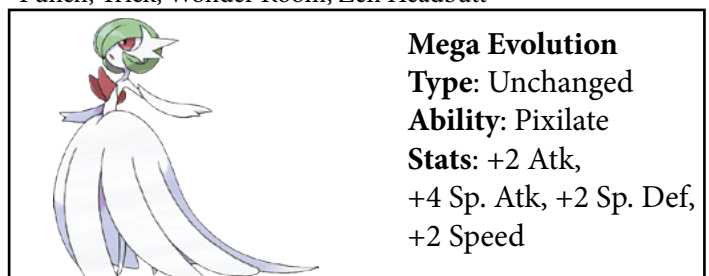 Punch, Trick, Wonder Room, Zen Headbutt
Mega Evolution
Type: Unchanged
Ability: Pixilate
Stats: +2 Atk,
+4 Sp. Atk, +2 Sp. Def,
+2 Speed